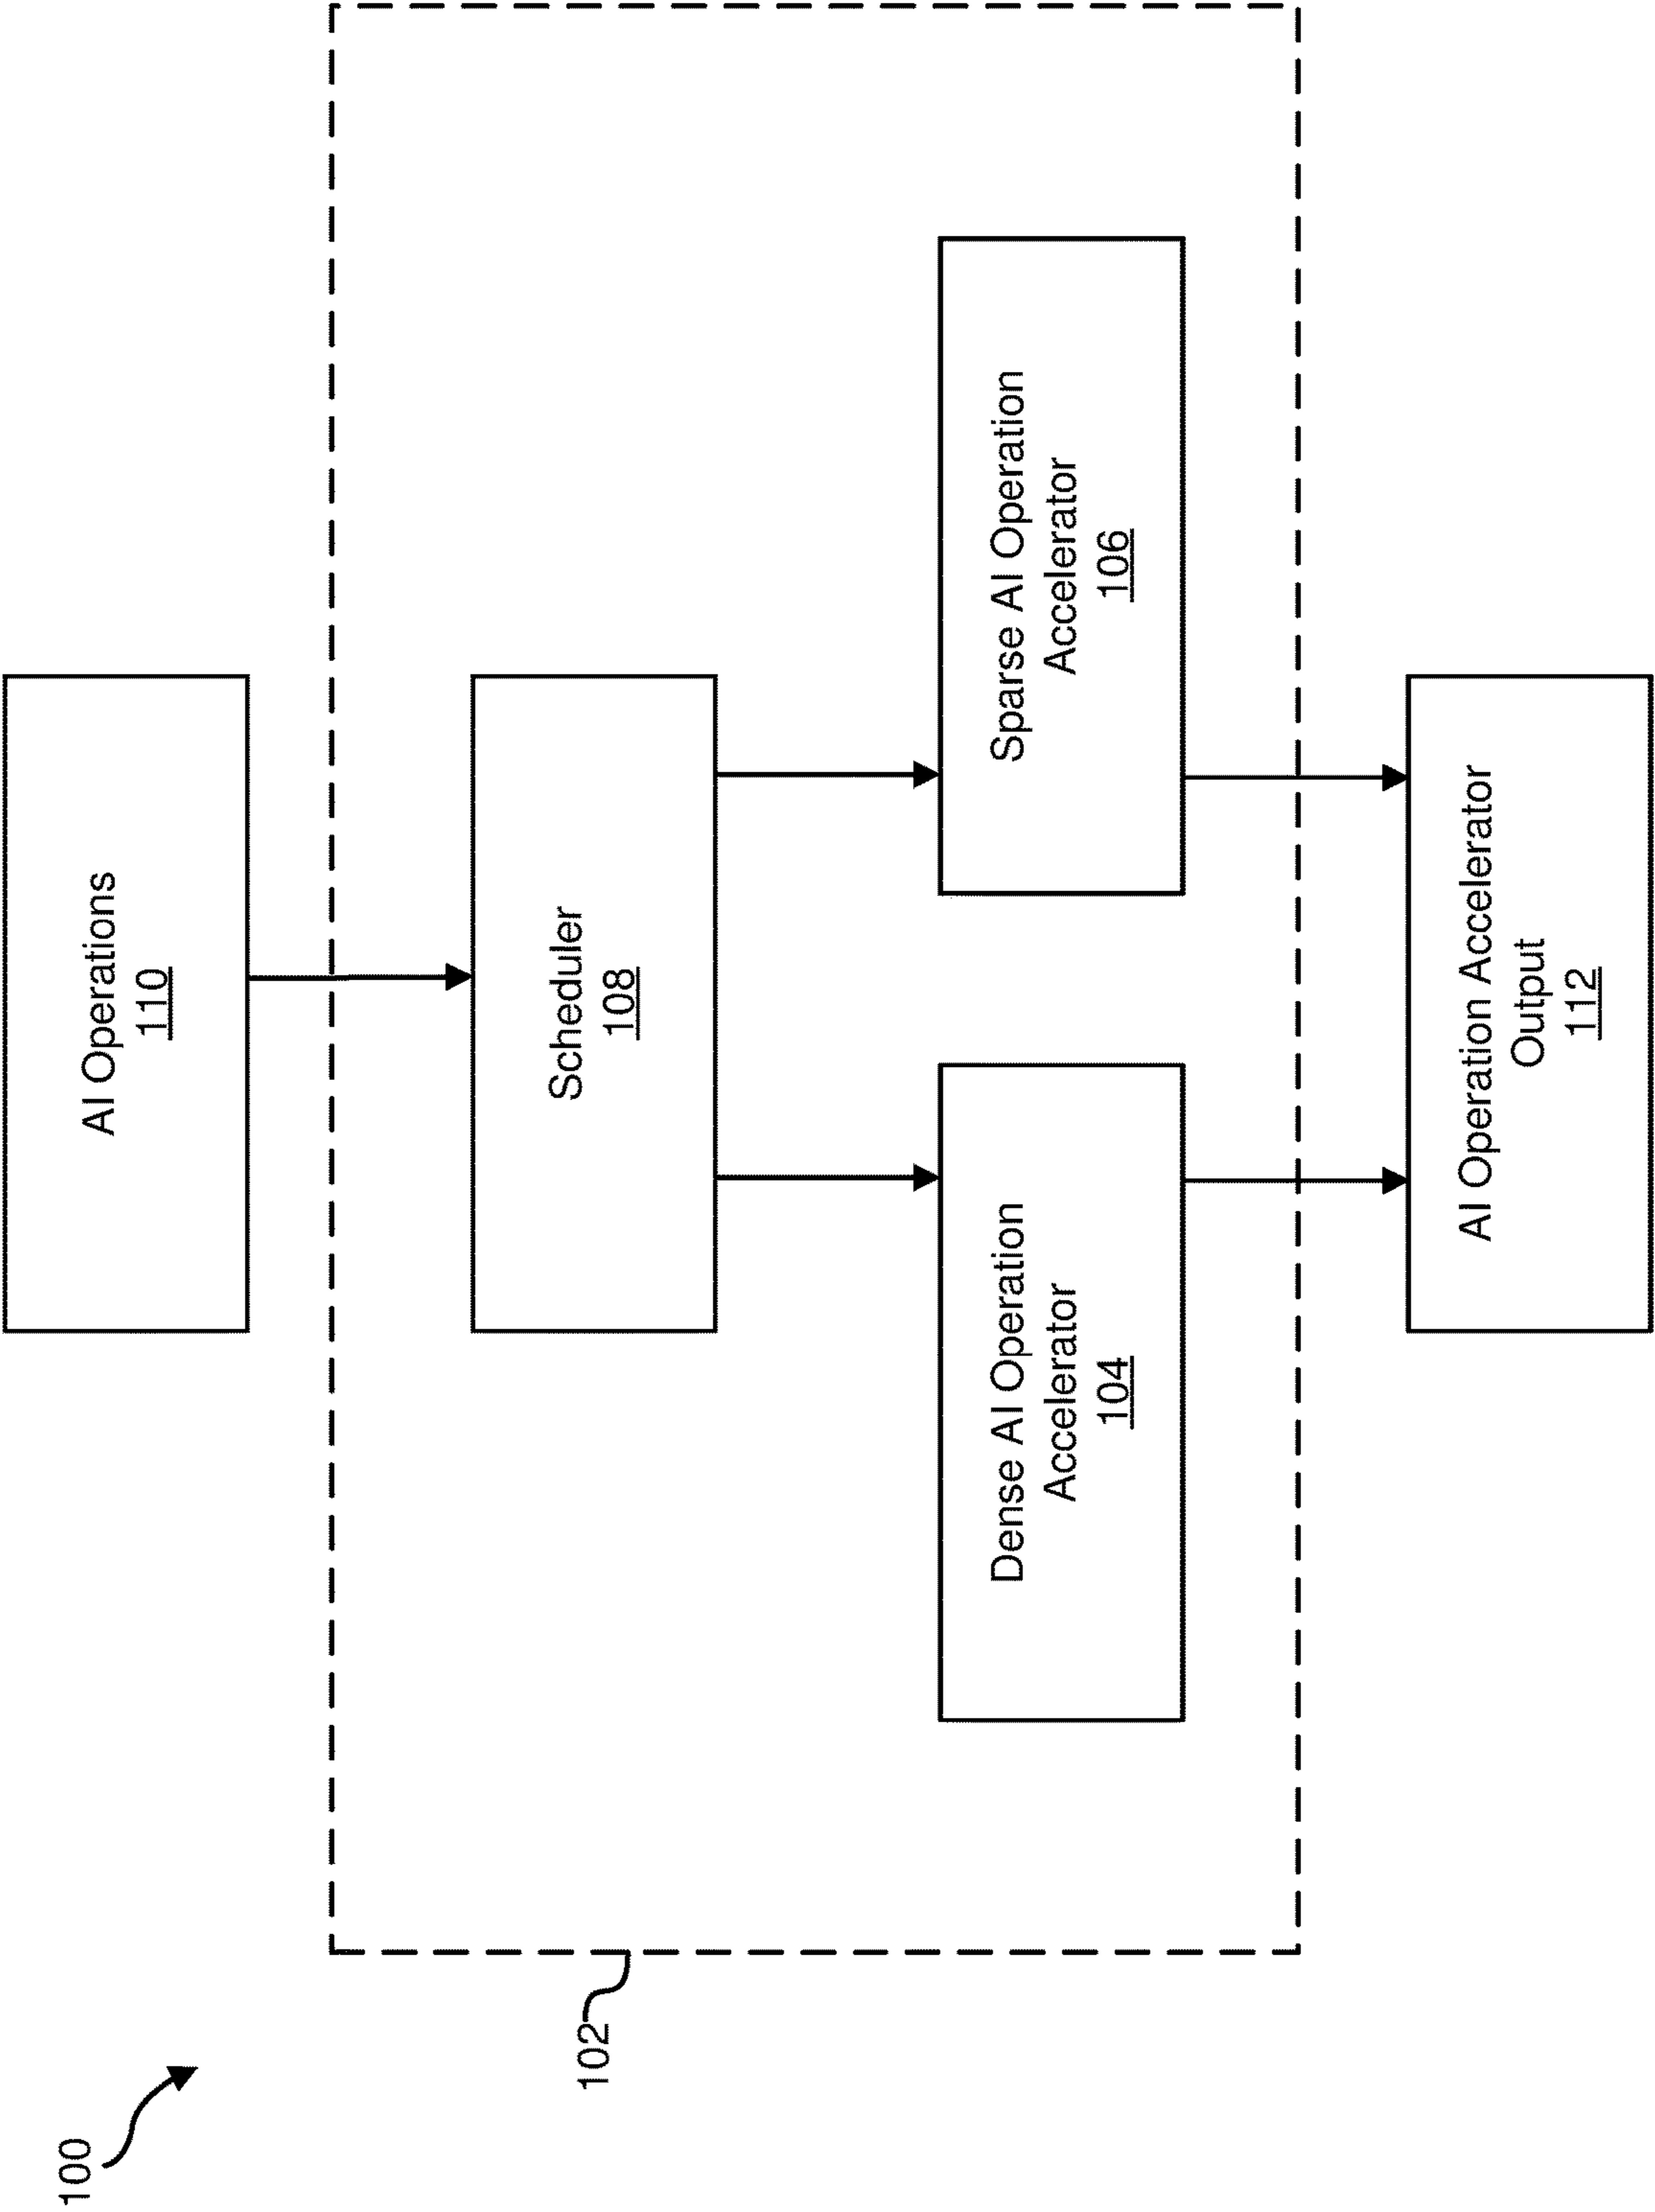 100
102
AI Operations
110
Scheduler
108
Dense AI Operation
Accelerator
104
Sparse AI Operation
Accelerator
106
AI Operation Accelerator
Output
112